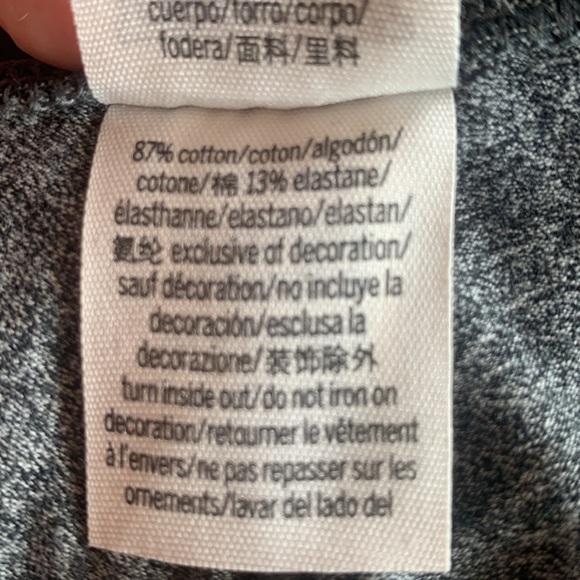 cuerpo/forro/corpo/
fodera/面料/里料
87% cotton/coton/algodón/
cotone/棉 13% elastane/
élasthanne/elastano/elastan/
氨纶 exclusive of decoration/
sauf décoration/no incluye la
decoración/esclusa la
decorazione/装饰除外
turn inside out/do not iron on
decoration/retourner le vêtement
à l'envers/ne pas repasser sur les
ornements/lavar del lado del